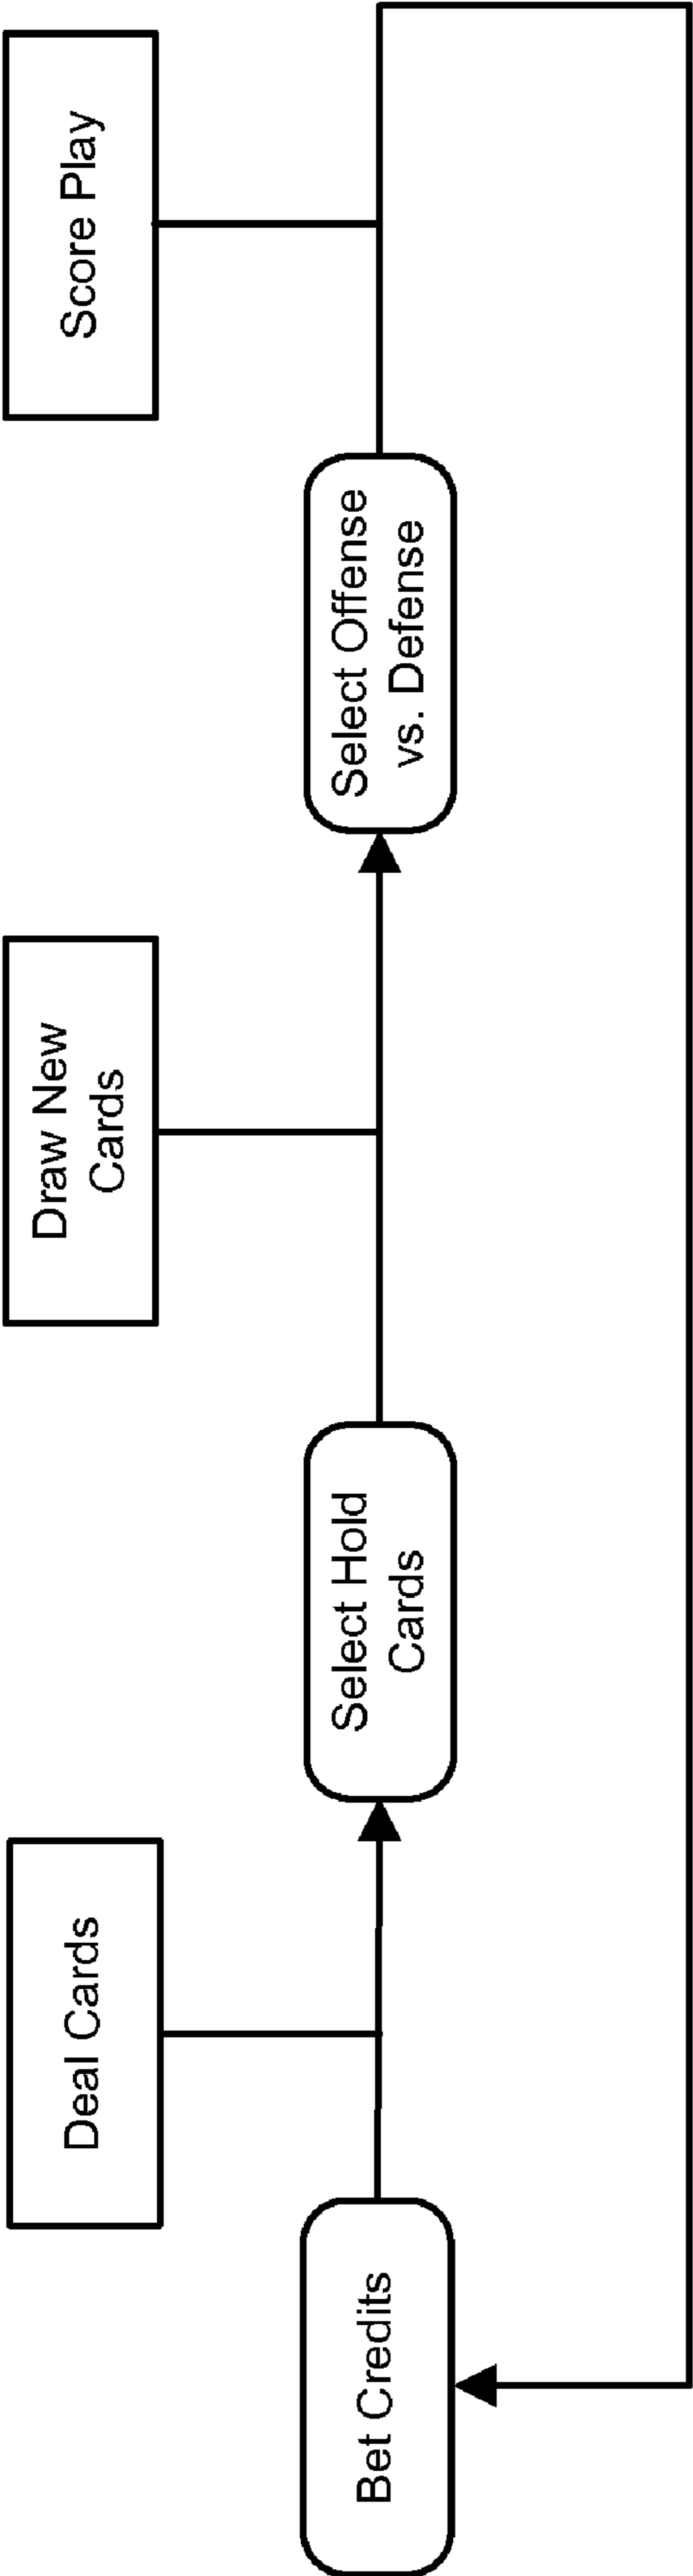 Deal Cards
Draw New
Cards
Score Play
Bet Credits
Select Hold
Cards
Select Offense
vs. Defense